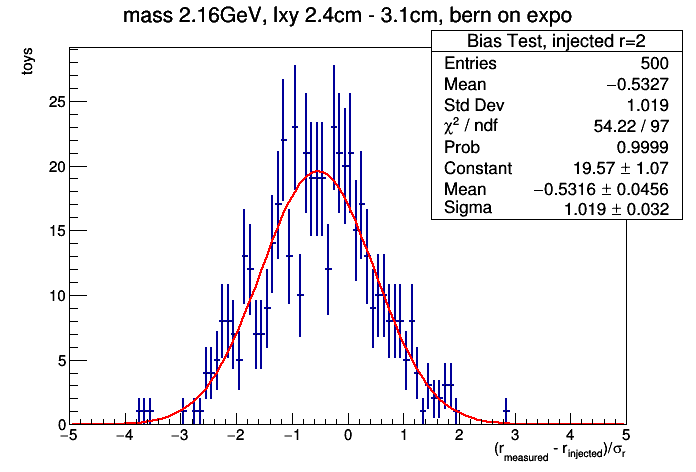 mass 2.16GeV, lxy 2.4cm - 3.1cm, bern on expo
Bias Test, injected r=2
Entries 500
Mean −0.5327
Std Dev 1.019
χ² / ndf 54.22 / 97
Prob 0.9999
Constant 19.57 ± 1.07
Mean −0.5316 ± 0.0456
Sigma 1.019 ± 0.032
toys
25
20
15
10
5
0
−5 −4 −3 −2 −1 0 1 2 3 4 5
(r_measured - r_injected)/σ_r